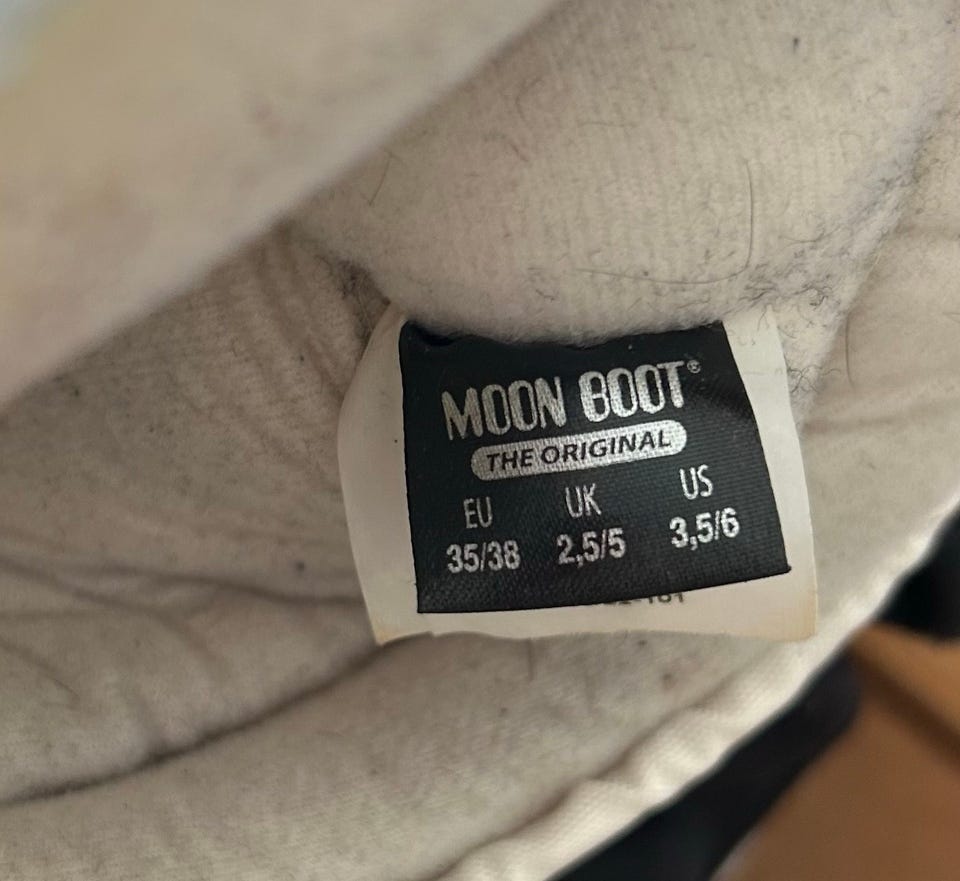 MOON BOOT®
THE ORIGINAL
EU UK US
35/38 2,5/5 3,5/6